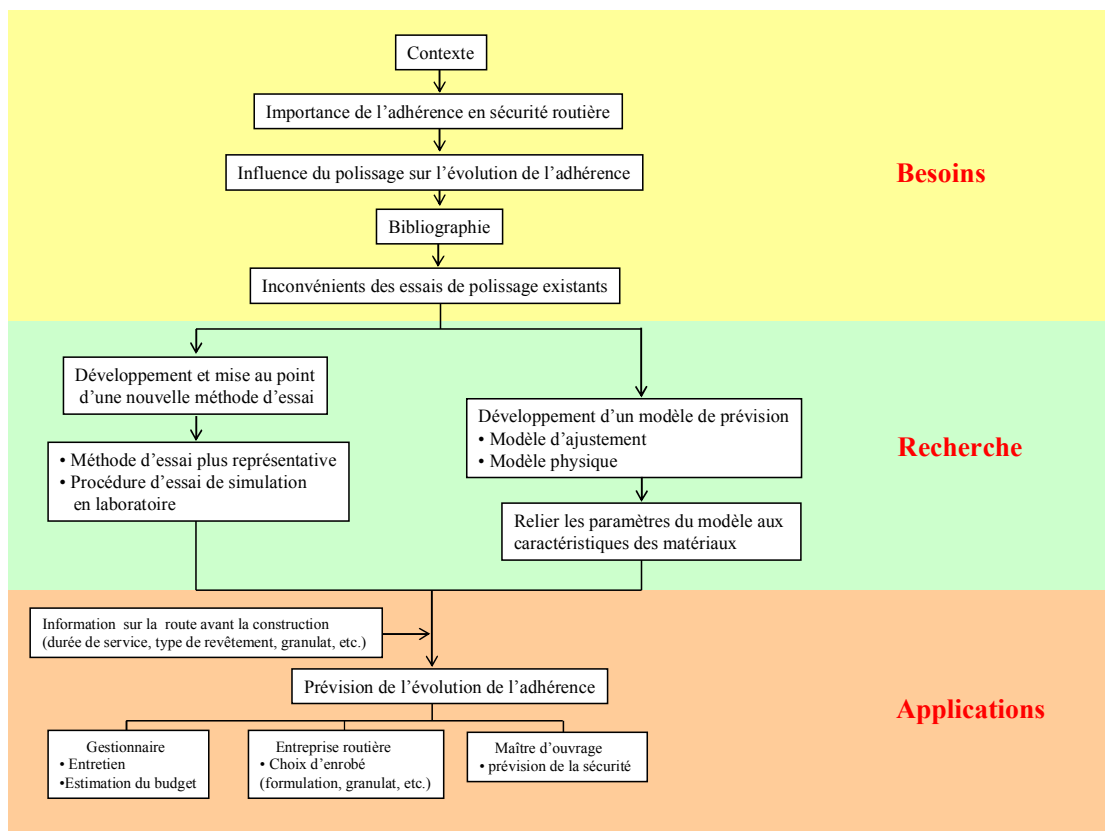 Contexte
Importance de l'adhérence en sécurité routière
Influence du polissage sur l'évolution de l'adhérence
Besoins
Bibliographie
Inconvénients des essais de polissage existants
Développement et mise au point
d'une nouvelle méthode d'essai
• Méthode d'essai plus représentative
• Procédure d'essai de simulation
en laboratoire
Développement d'un modèle de prévision
• Modèle d'ajustement
• Modèle physique
Relier les paramètres du modèle aux
caractéristiques des matériaux
Recherche
Information sur la route avant la construction
(durée de service, type de revêtement, granulat, etc.)
Prévision de l'évolution de l'adhérence
Applications
Gestionnaire
• Entretien
•Estimation du budget
Entreprise routière
• Choix d'enrobé
(formulation, granulat, etc.)
Maître d'ouvrage
• prévision de la sécurité